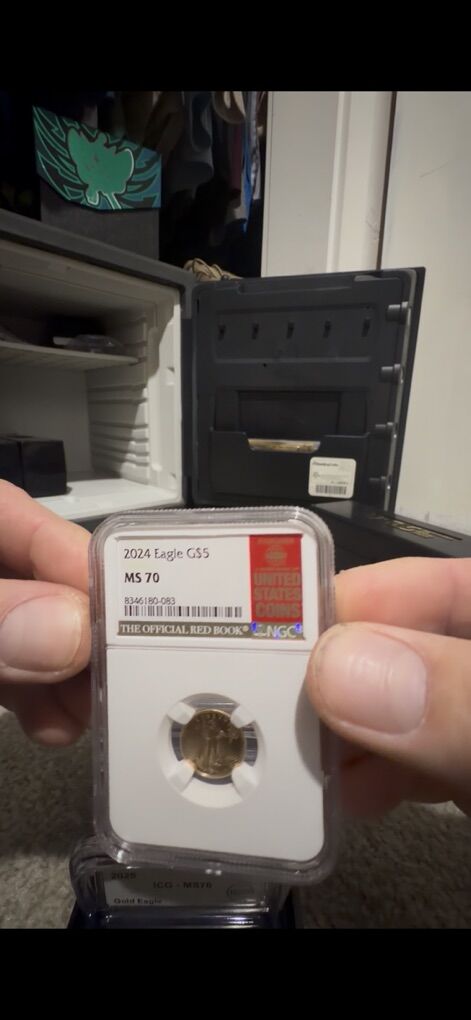 2024 Eagle G$5
MS 70
8346180-083
UNITED
STATES
COINS
THE OFFICIAL RED BOOK®
NGC
2025
ICG - MS70
Gold Eagle